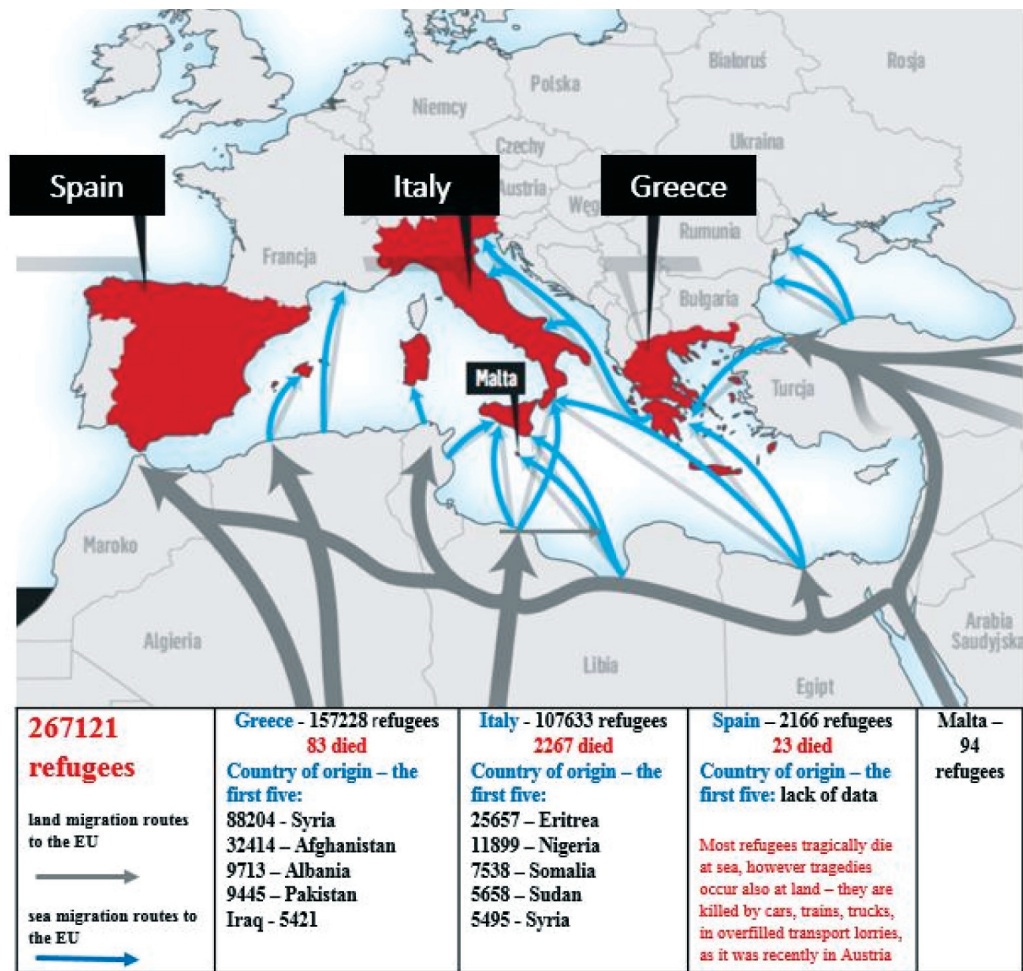 Białoruś
Rosja
Polska
Niemcy
Czechy
Ukraina
Spain
Italy
Greece
Austria
Węg
Rumunia
Francja
Bułgaria
Malta
Turcja
Maroko
Algieria
Libia
Egipt
Arabia
Saudyjska
267121
refugees
land migration routes
to the EU
sea migration routes to
the EU
Greece - 157228 refugees
83 died
Country of origin – the
first five:
88204 - Syria
32414 – Afghanistan
9713 – Albania
9445 – Pakistan
Iraq - 5421
Italy - 107633 refugees
2267 died
Country of origin – the
first five:
25657 – Eritrea
11899 – Nigeria
7538 – Somalia
5658 – Sudan
5495 – Syria
Spain – 2166 refugees
23 died
Country of origin – the
first five: lack of data
Most refugees tragically die
at sea, however tragedies
occur also at land – they are
killed by cars, trains, trucks,
in overfilled transport lorries,
as it was recently in Austria
Malta –
94
refugees